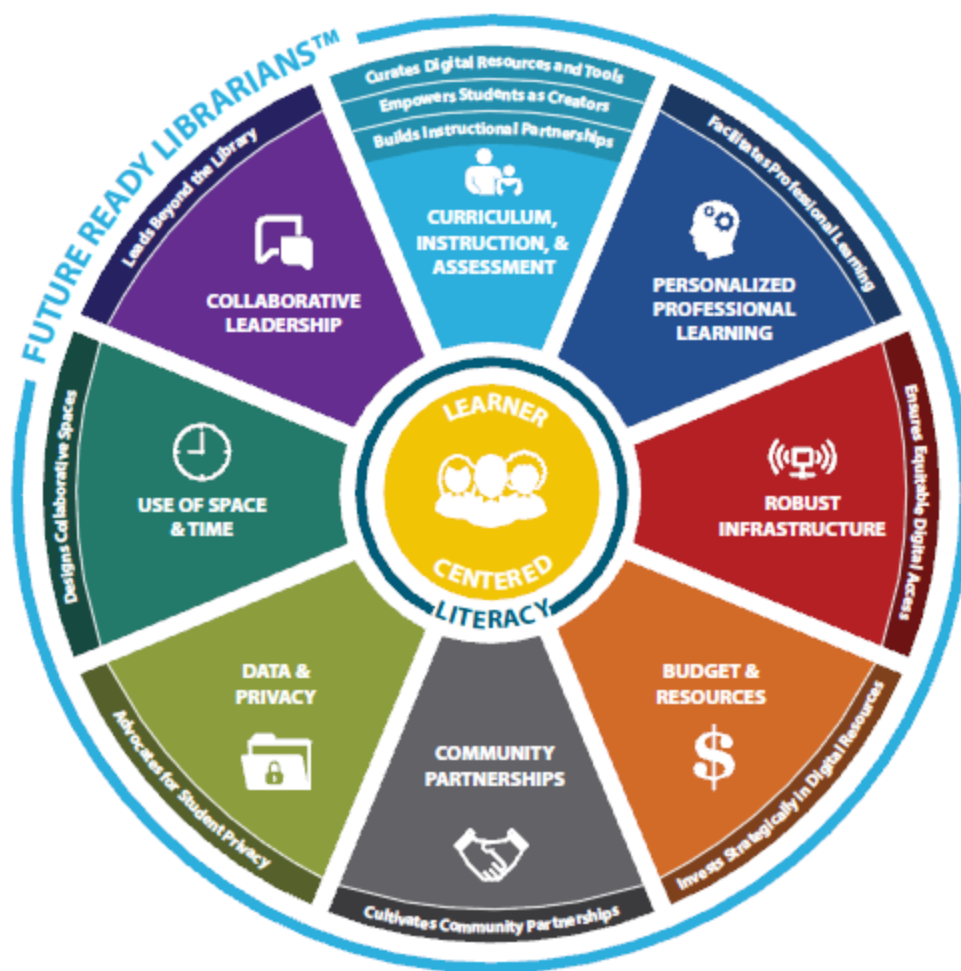 FUTURE READY LIBRARIANS™
Curates Digital Resources and Tools
Empowers Students as Creators
Builds Instructional Partnerships
CURRICULUM,
INSTRUCTION, &
ASSESSMENT
Facilitates Professional Learning
PERSONALIZED
PROFESSIONAL
LEARNING
Ensures Equitable Digital Access
ROBUST
INFRASTRUCTURE
Invests Strategically in Digital Resources
BUDGET &
RESOURCES
$
Cultivates Community Partnerships
COMMUNITY
PARTNERSHIPS
Advocates for Student Privacy
DATA &
PRIVACY
Designs Collaborative Spaces
USE OF SPACE
& TIME
Leads Beyond the Library
COLLABORATIVE
LEADERSHIP
LEARNER
CENTERED
LITERACY